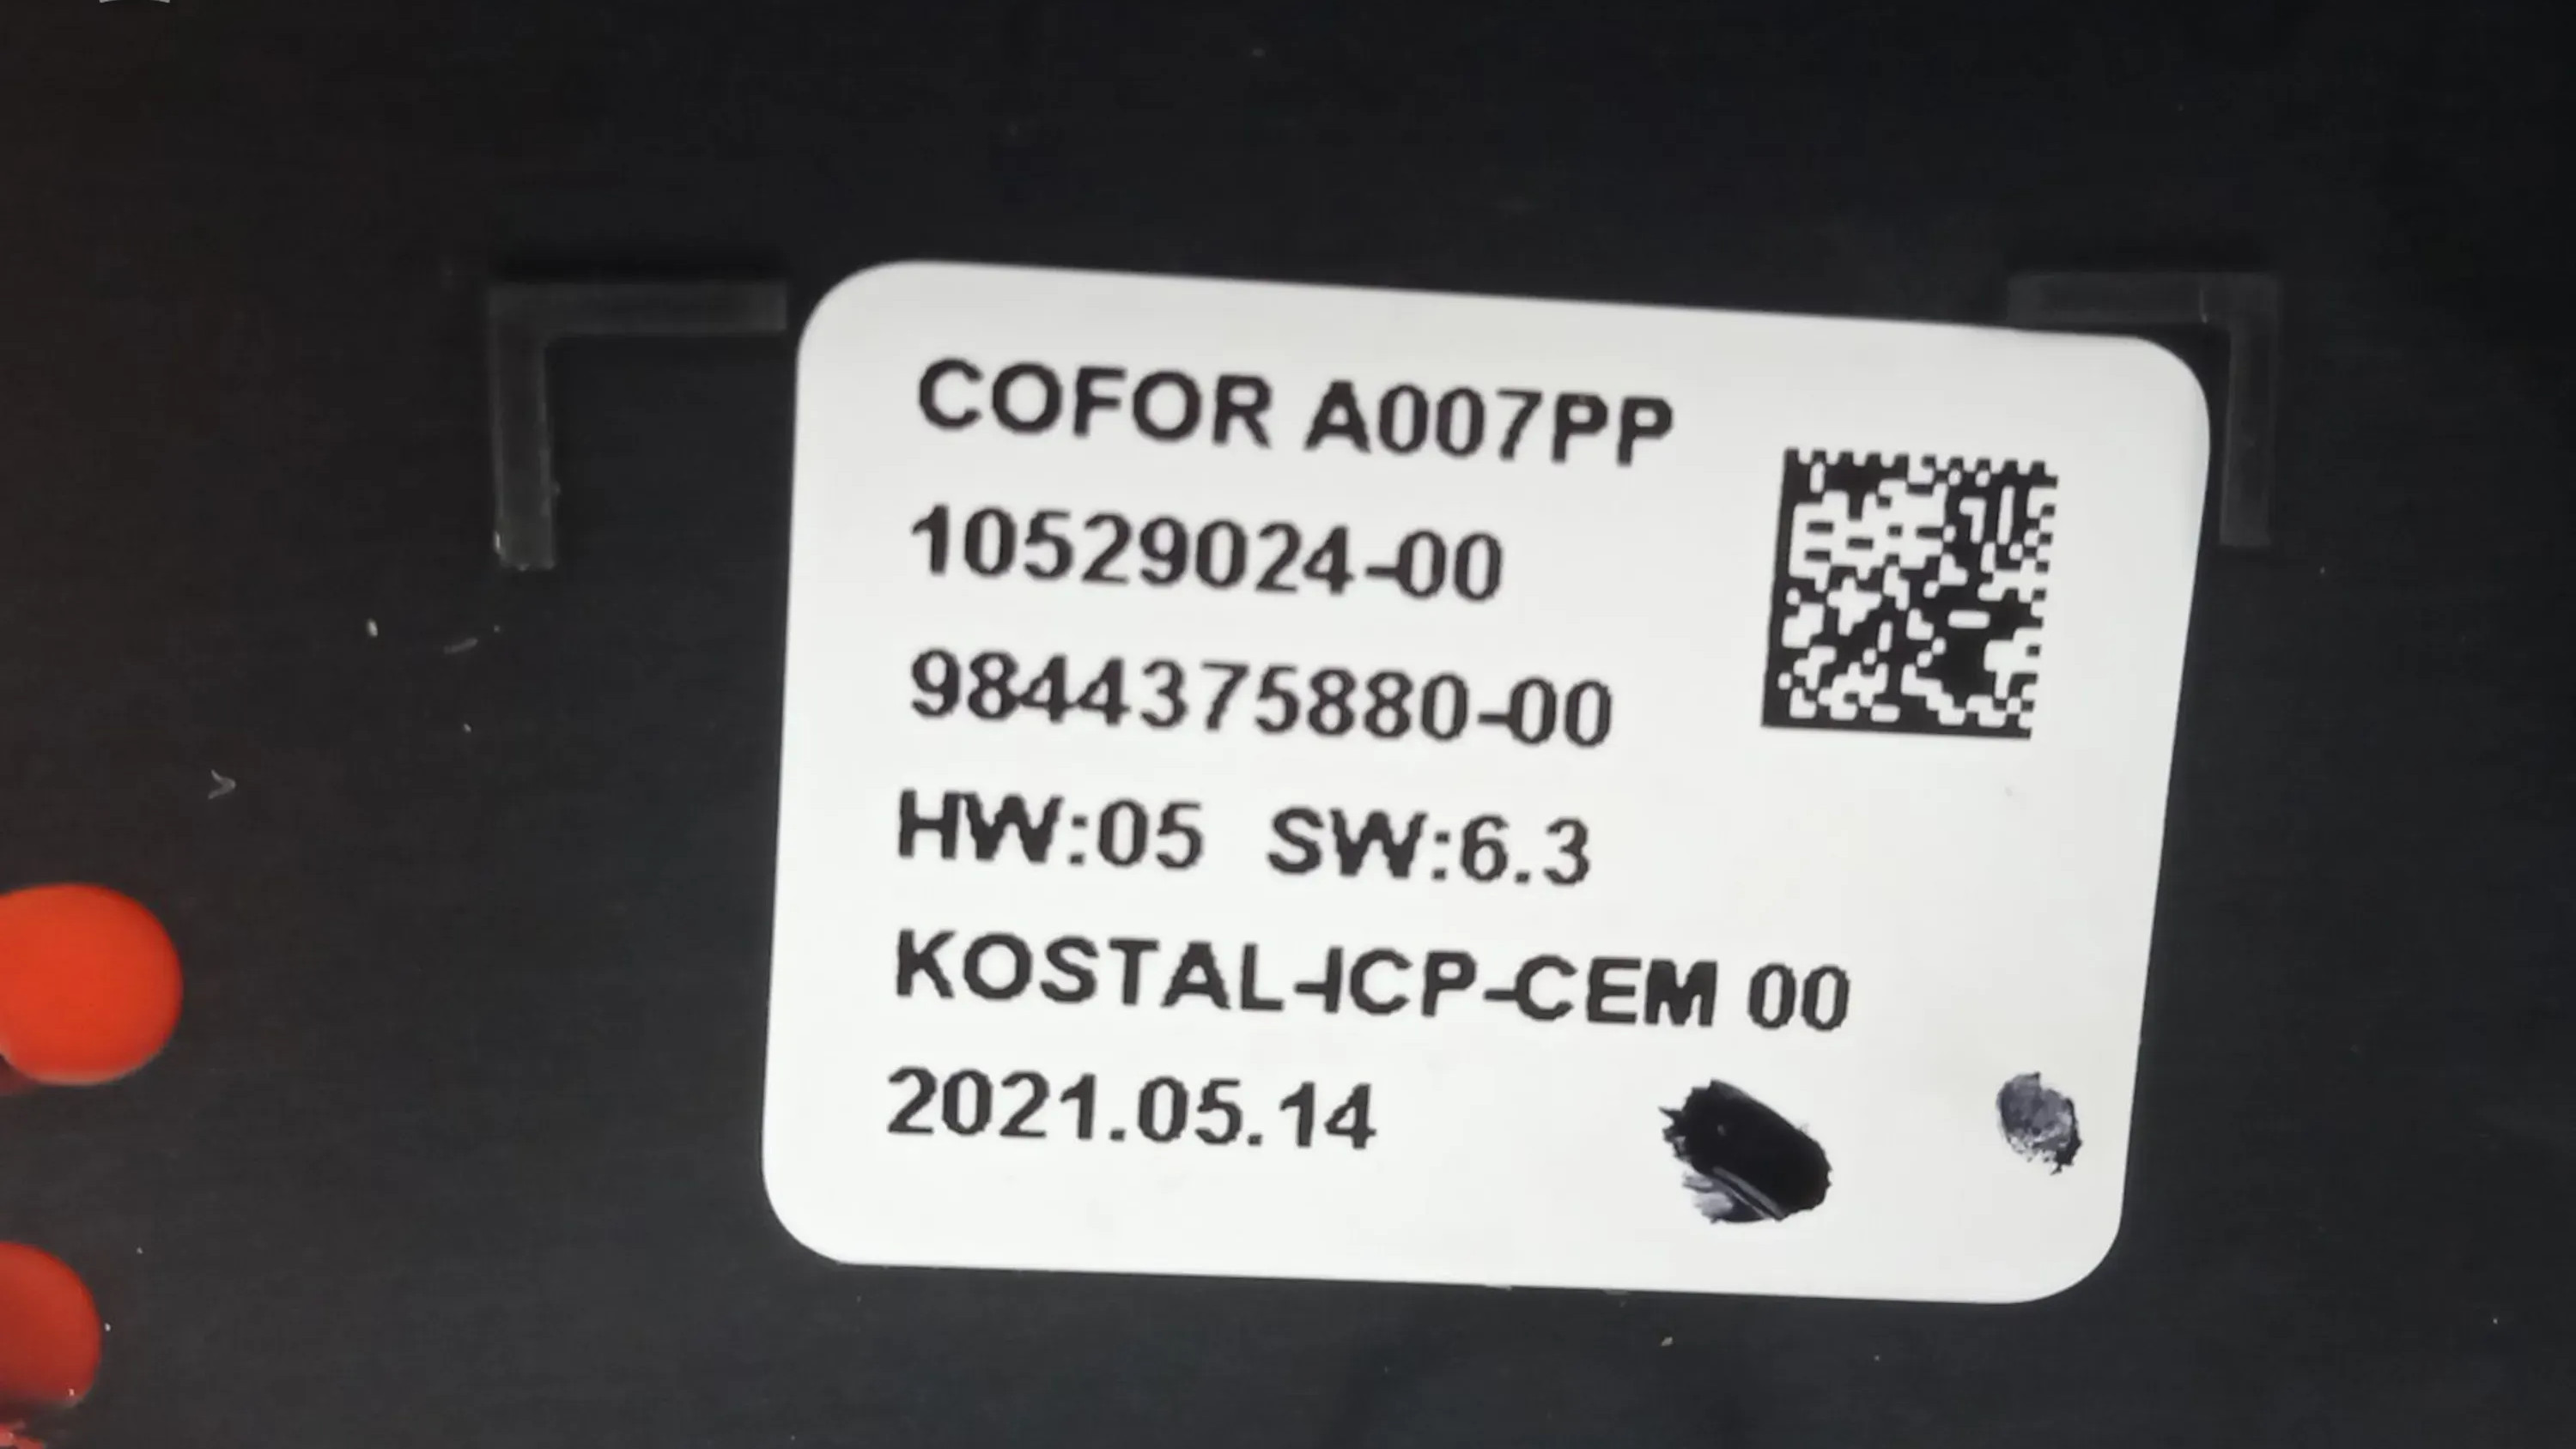 COFOR A007PP
10529024-00
9844375880-00
HW:05 SW:6.3
KOSTAL-ICP-CEM 00
2021.05.14